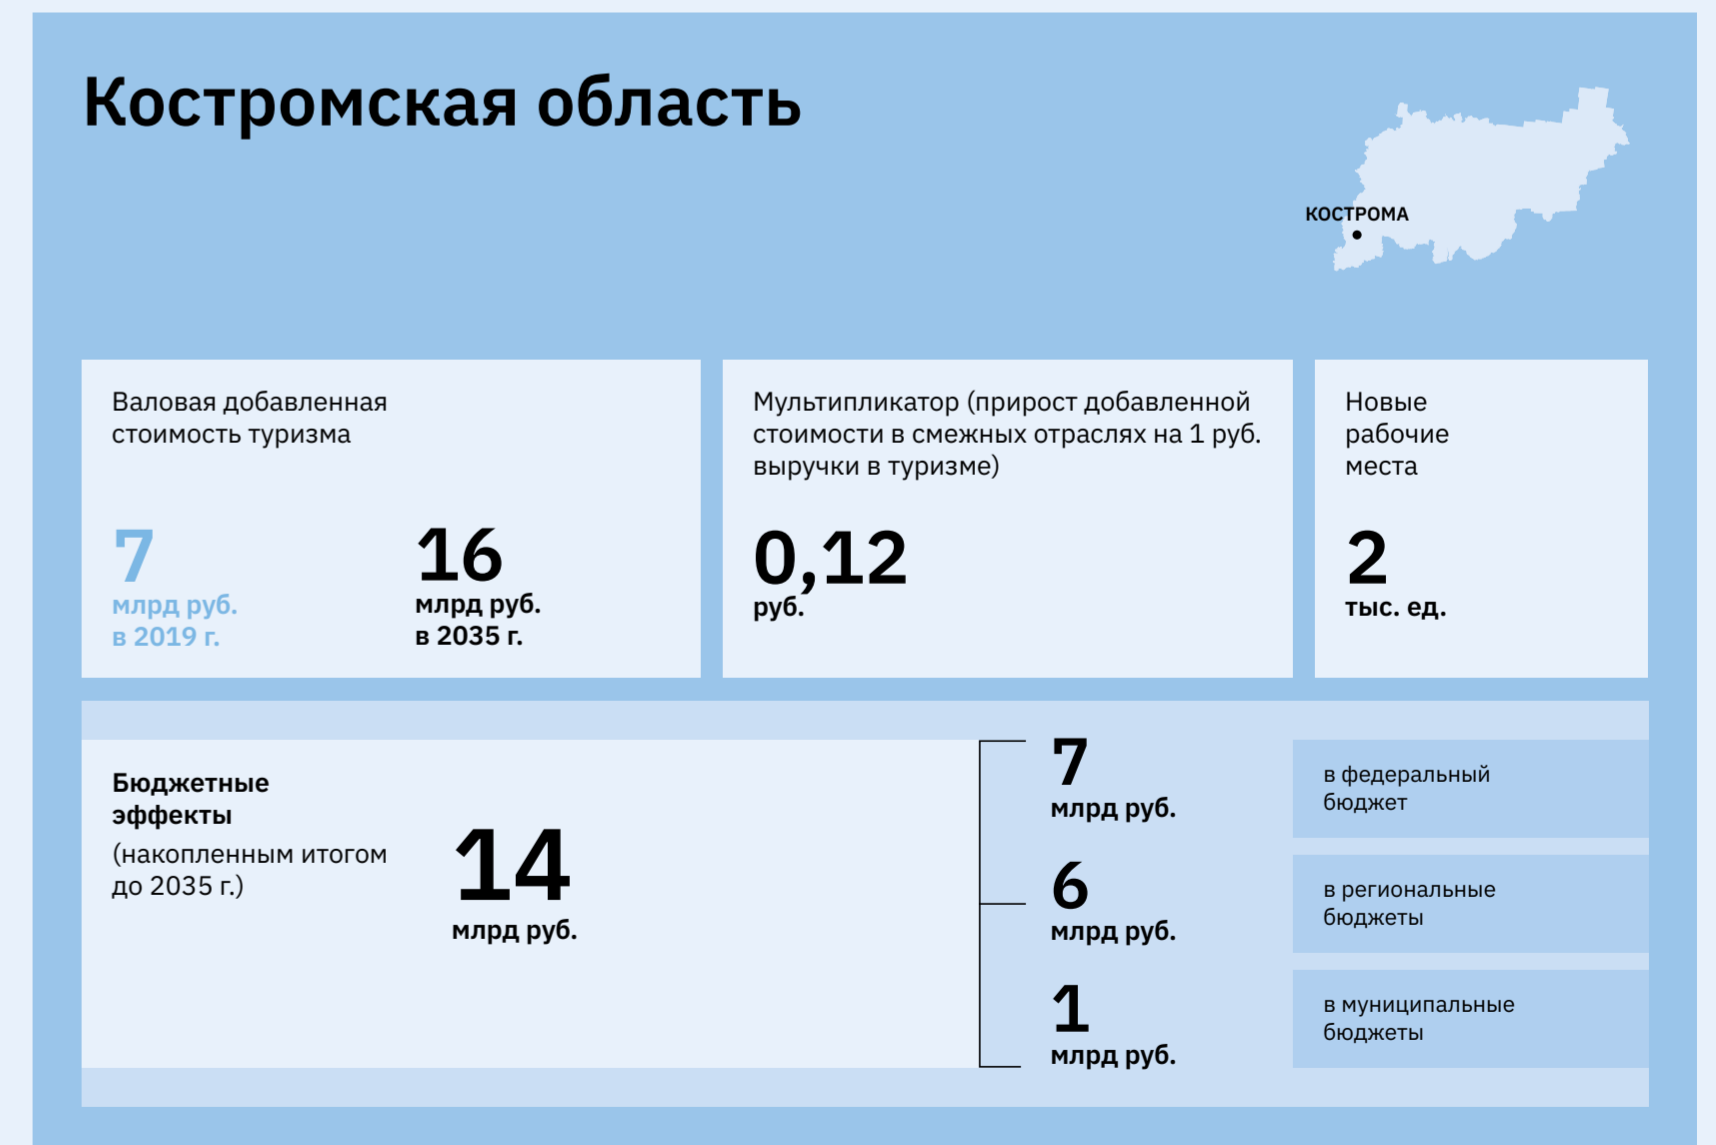 Костромская область
КОСТРОМА
Валовая добавленная
стоимость туризма
7
млрд руб.
в 2019 г.
16
млрд руб.
в 2035 г.
Мультипликатор (прирост добавленной
стоимости в смежных отраслях на 1 руб.
выручки в туризме)
0,12
руб.
Новые
рабочие
места
2
тыс. ед.
Бюджетные
эффекты
(накопленным итогом
до 2035 г.)
14
млрд руб.
7
млрд руб.
в федеральный
бюджет
6
млрд руб.
в региональные
бюджеты
1
млрд руб.
в муниципальные
бюджеты